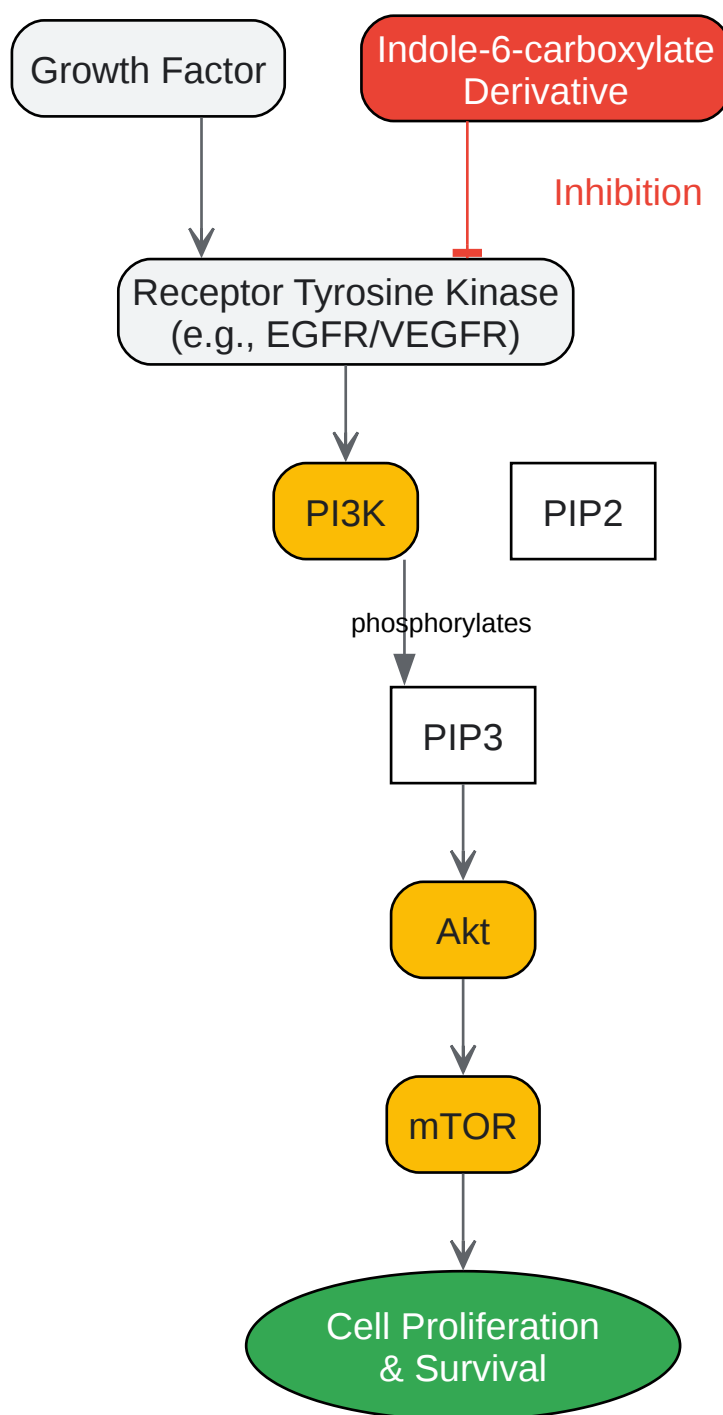 Growth Factor
Indole-6-carboxylate
Derivative
Inhibition
Receptor Tyrosine Kinase
(e.g., EGFR/VEGFR)
PI3K
PIP2
phosphorylates
PIP3
Akt
mTOR
Cell Proliferation
& Survival